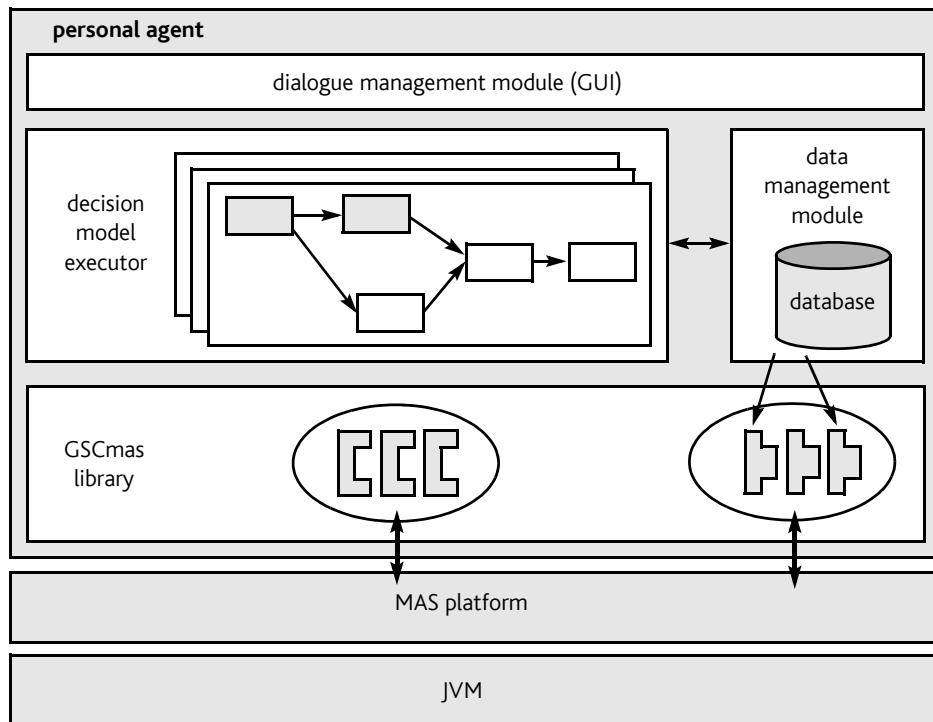 personal agent
dialogue management module (GUI)
decision
model
executor
data
management
module
database
GSCmas
library
MAS platform
JVM